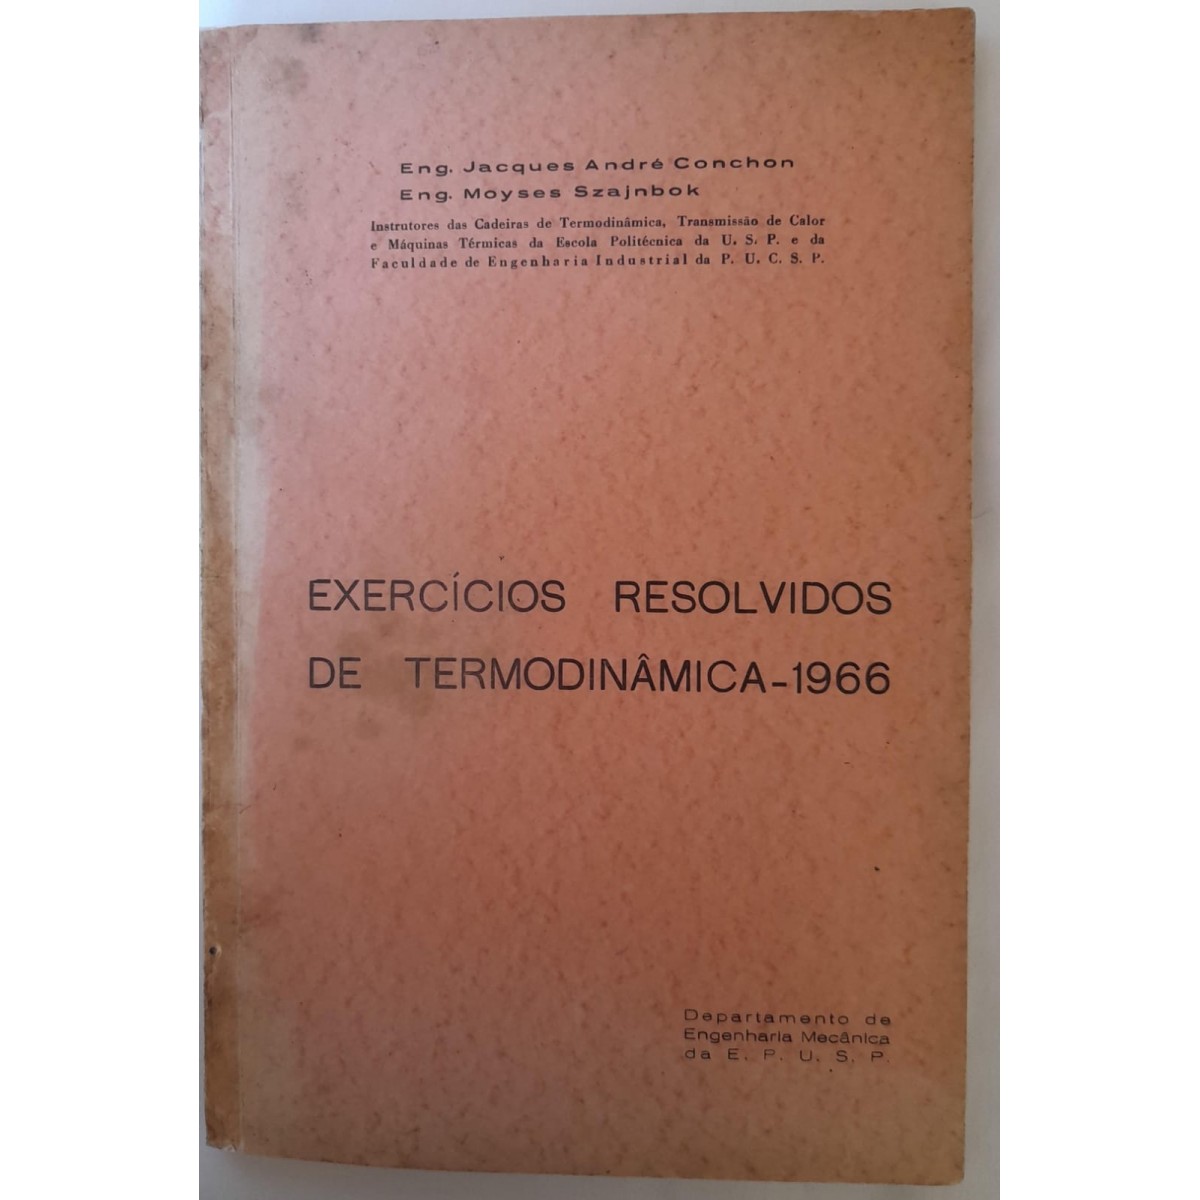 Eng. Jacques André Conchon
Eng. Moyses Szajnbok
Instrutores das Cadeiras de Termodinâmica, Transmissão de Calor
e Máquinas Térmicas da Escola Politécnica da U. S. P. e da
Faculdade de Engenharia Industrial da P. U. C. S. P.
EXERCÍCIOS RESOLVIDOS
DE TERMODINÂMICA-1966
Departamento de
Engenharia Mecânica
da E. P. U. S. P.